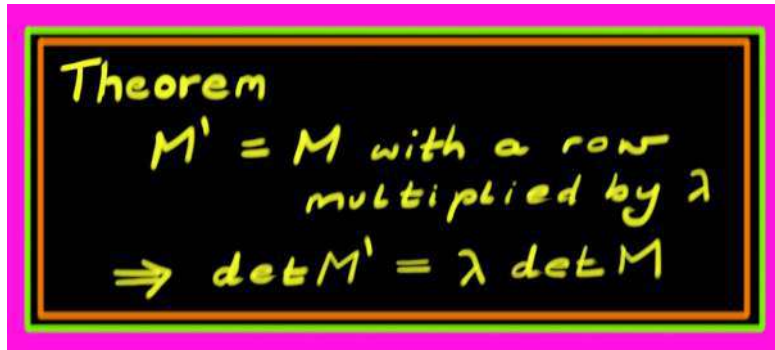 Theorem
M' = M with a row
multiplied by λ
⇒ det M' = λ det M